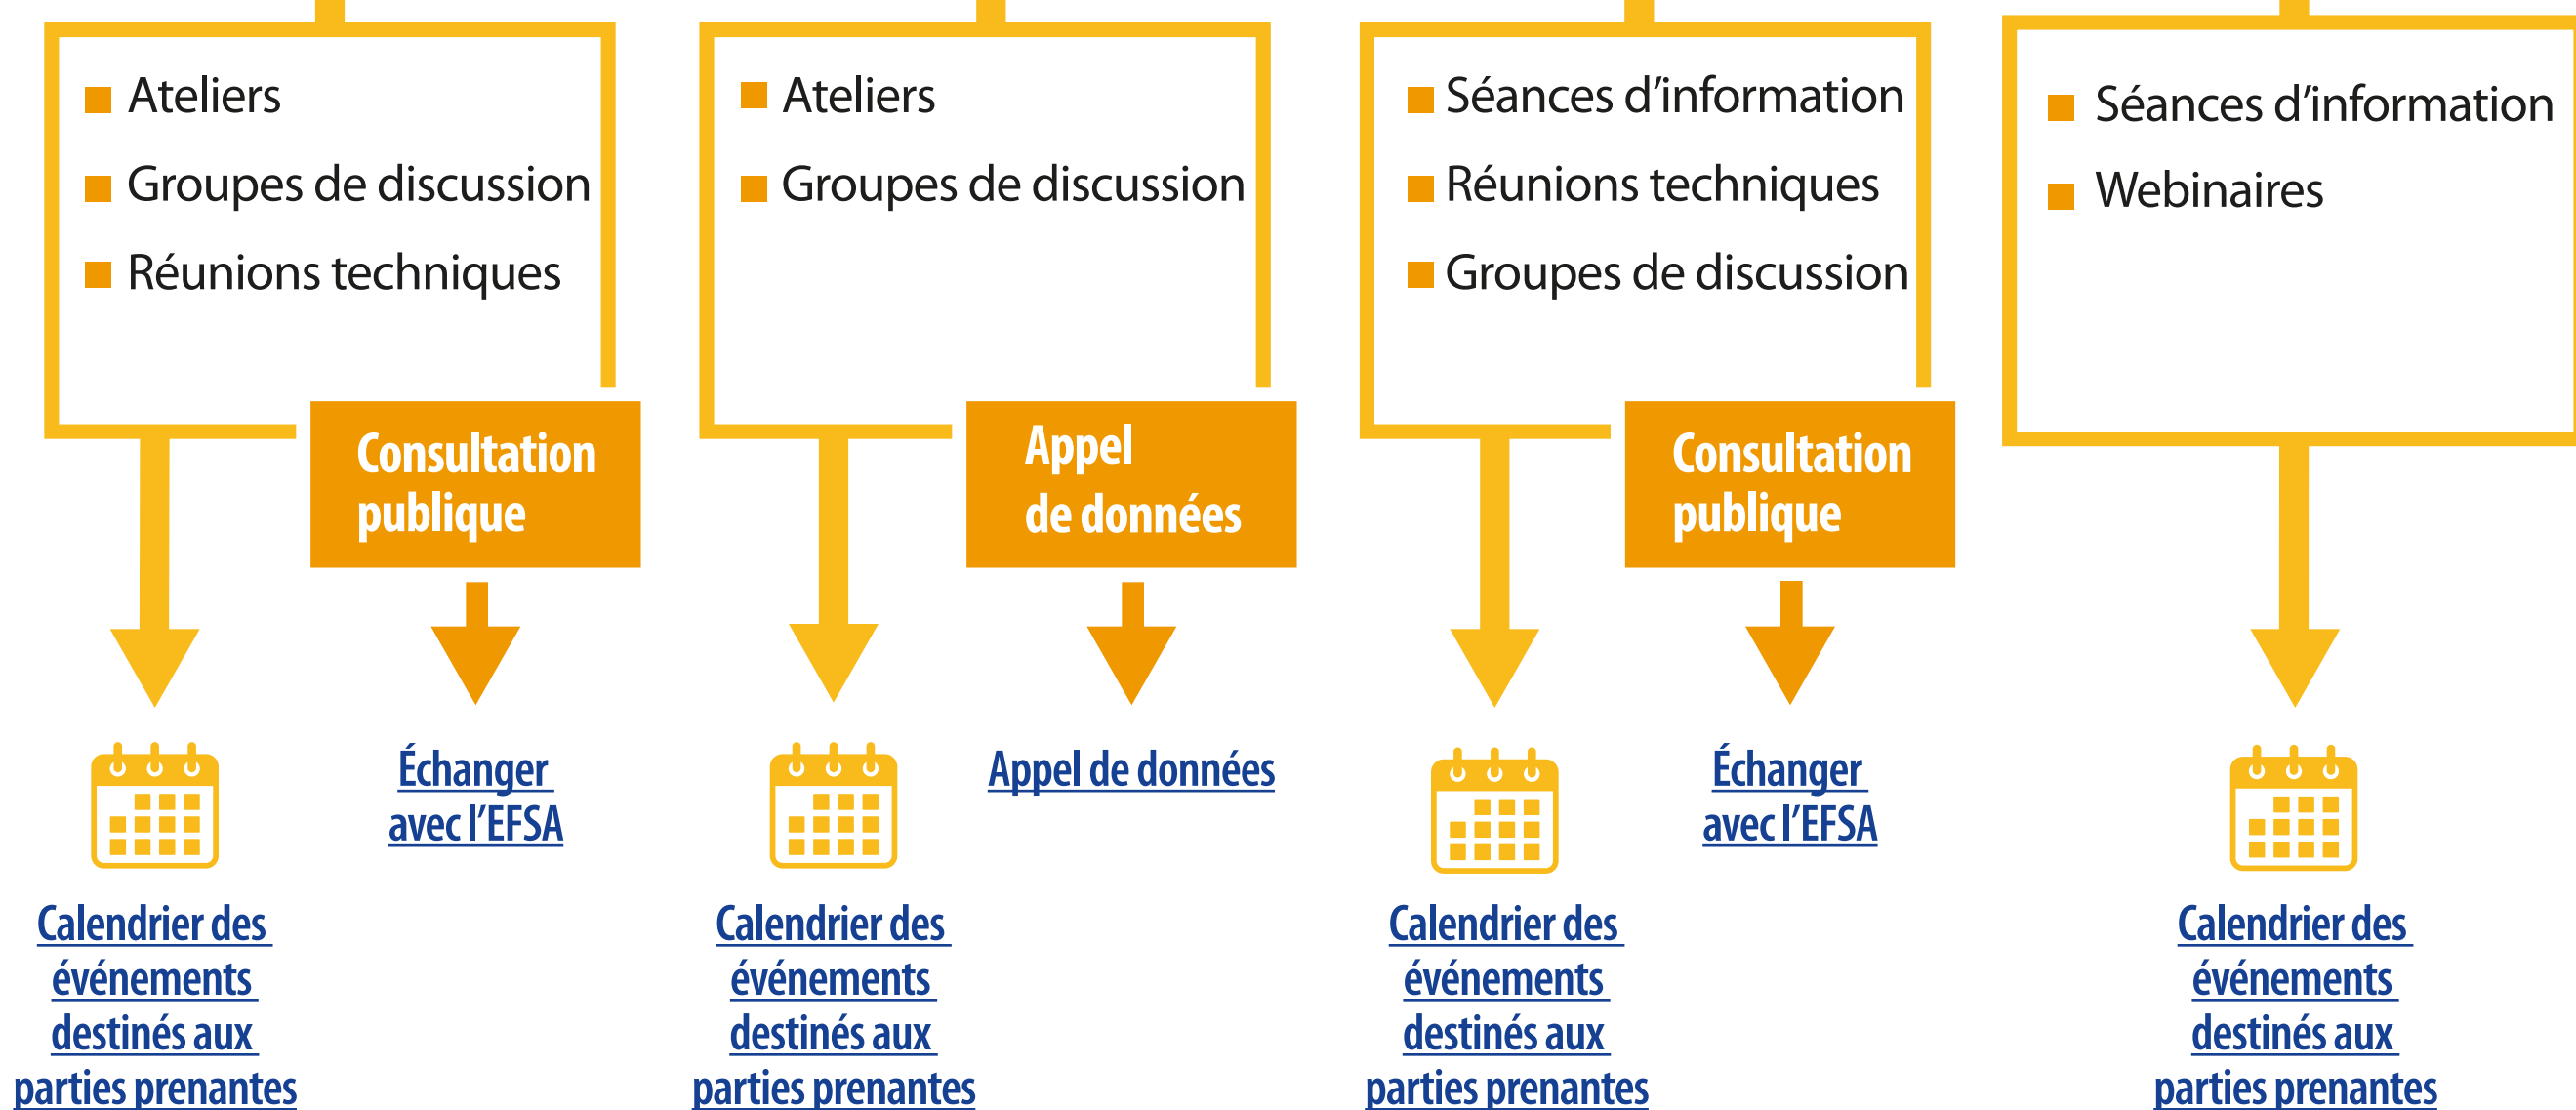 Ateliers
Groupes de discussion
Réunions techniques
Consultation
publique
Échanger
avec l’EFSA
Calendrier des
événements
destinés aux
parties prenantes
Ateliers
Groupes de discussion
Appel
de données
Appel de données
Calendrier des
événements
destinés aux
parties prenantes
Séances d’information
Réunions techniques
Groupes de discussion
Consultation
publique
Échanger
avec l’EFSA
Calendrier des
événements
destinés aux
parties prenantes
Séances d’information
Webinaires
Calendrier des
événements
destinés aux
parties prenantes